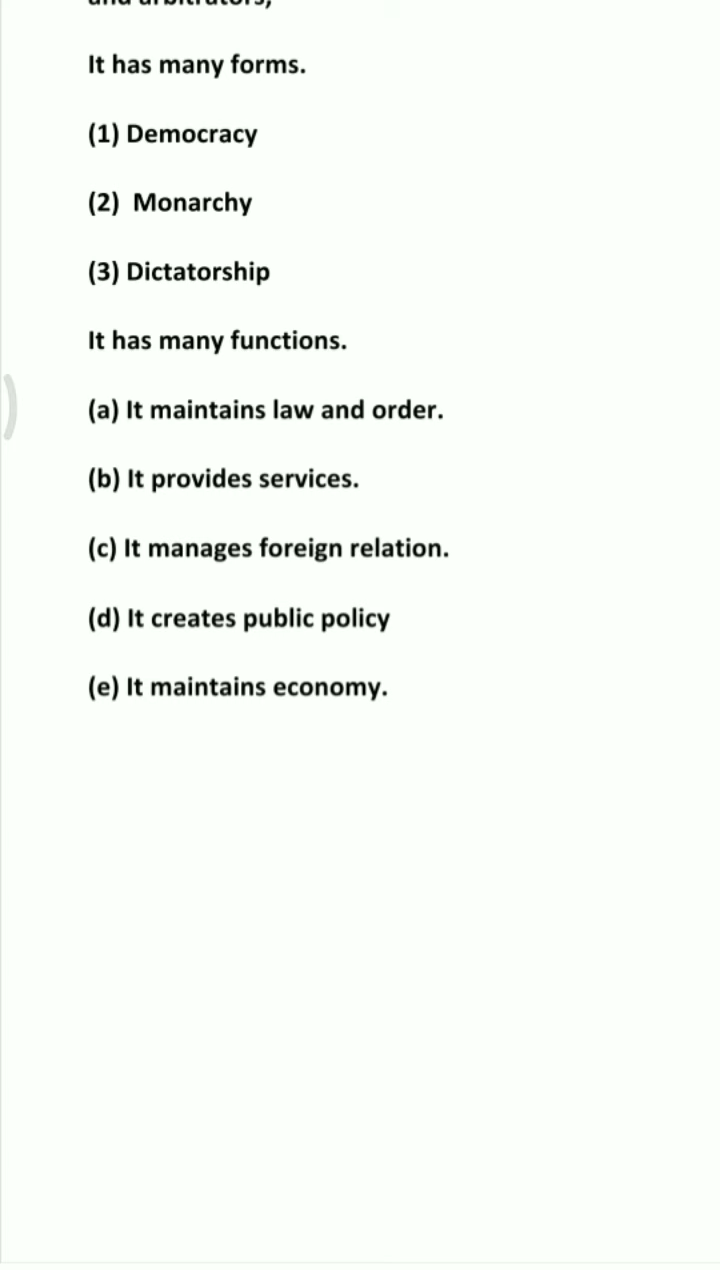 It has many forms.
(1) Democracy
(2) Monarchy
(3) Dictatorship
It has many functions.
(a) It maintains law and order.
(b) It provides services.
(c) It manages foreign relation.
(d) It creates public policy
(e) It maintains economy.